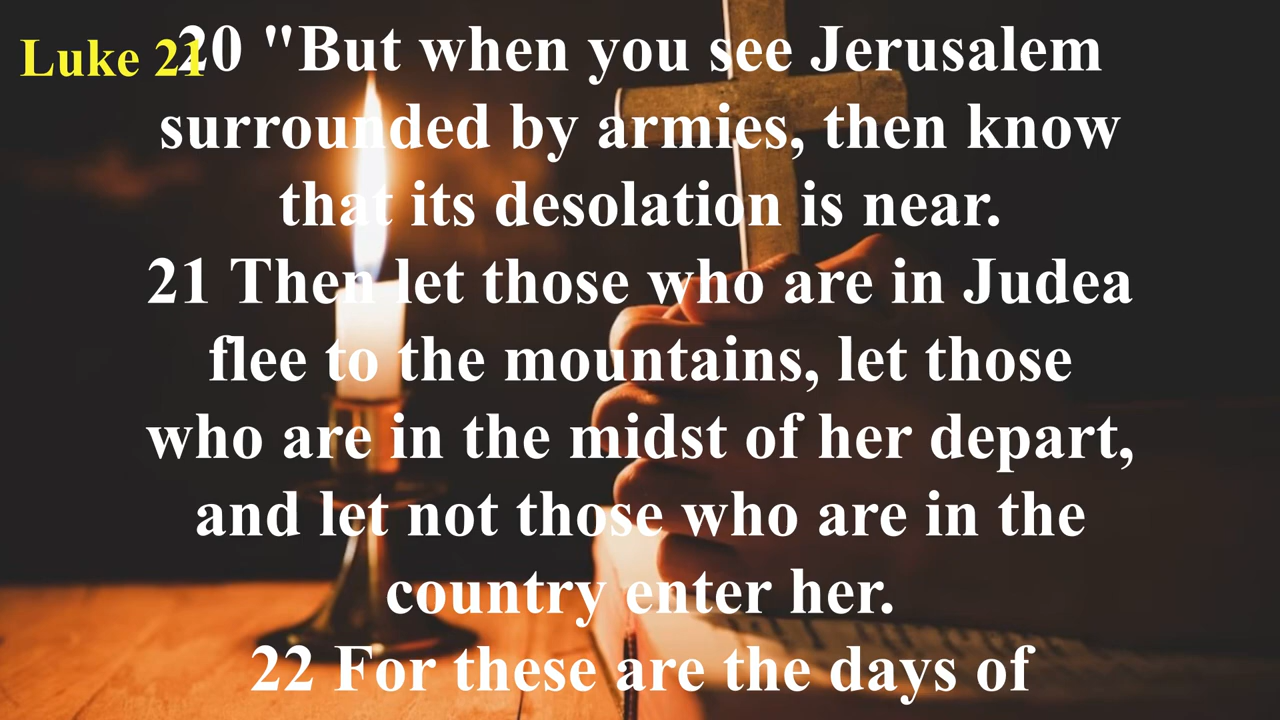 Luke 21
20 "But when you see Jerusalem
surrounded by armies, then know
that its desolation is near.
21 Then let those who are in Judea
flee to the mountains, let those
who are in the midst of her depart,
and let not those who are in the
country enter her.
22 For these are the days of